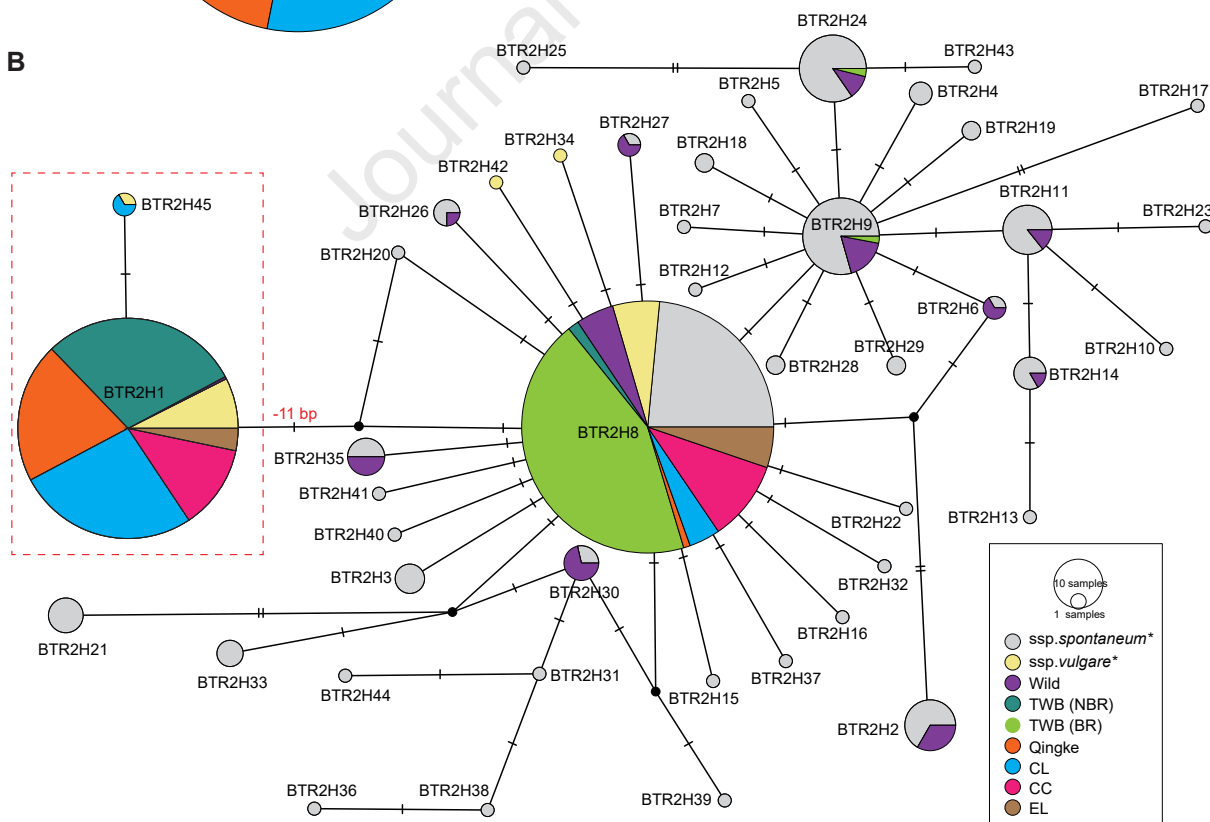 B
Journal
BTR2H24
BTR2H25
BTR2H43
BTR2H5
BTR2H4
BTR2H17
BTR2H27
BTR2H34
BTR2H18
BTR2H19
BTR2H42
BTR2H45
BTR2H26
BTR2H7
BTR2H9
BTR2H11
BTR2H23
BTR2H20
BTR2H12
BTR2H6
BTR2H28
BTR2H29
BTR2H10
BTR2H14
BTR2H1
-11 bp
BTR2H8
BTR2H35
BTR2H41
BTR2H40
BTR2H22
BTR2H13
BTR2H3
BTR2H30
BTR2H32
BTR2H16
BTR2H21
BTR2H33
BTR2H44
BTR2H31
BTR2H15
BTR2H37
BTR2H2
BTR2H36
BTR2H38
BTR2H39
10 samples
1 samples
ssp.spontaneum*
ssp.vulgare*
Wild
TWB (NBR)
TWB (BR)
Qingke
CL
CC
EL